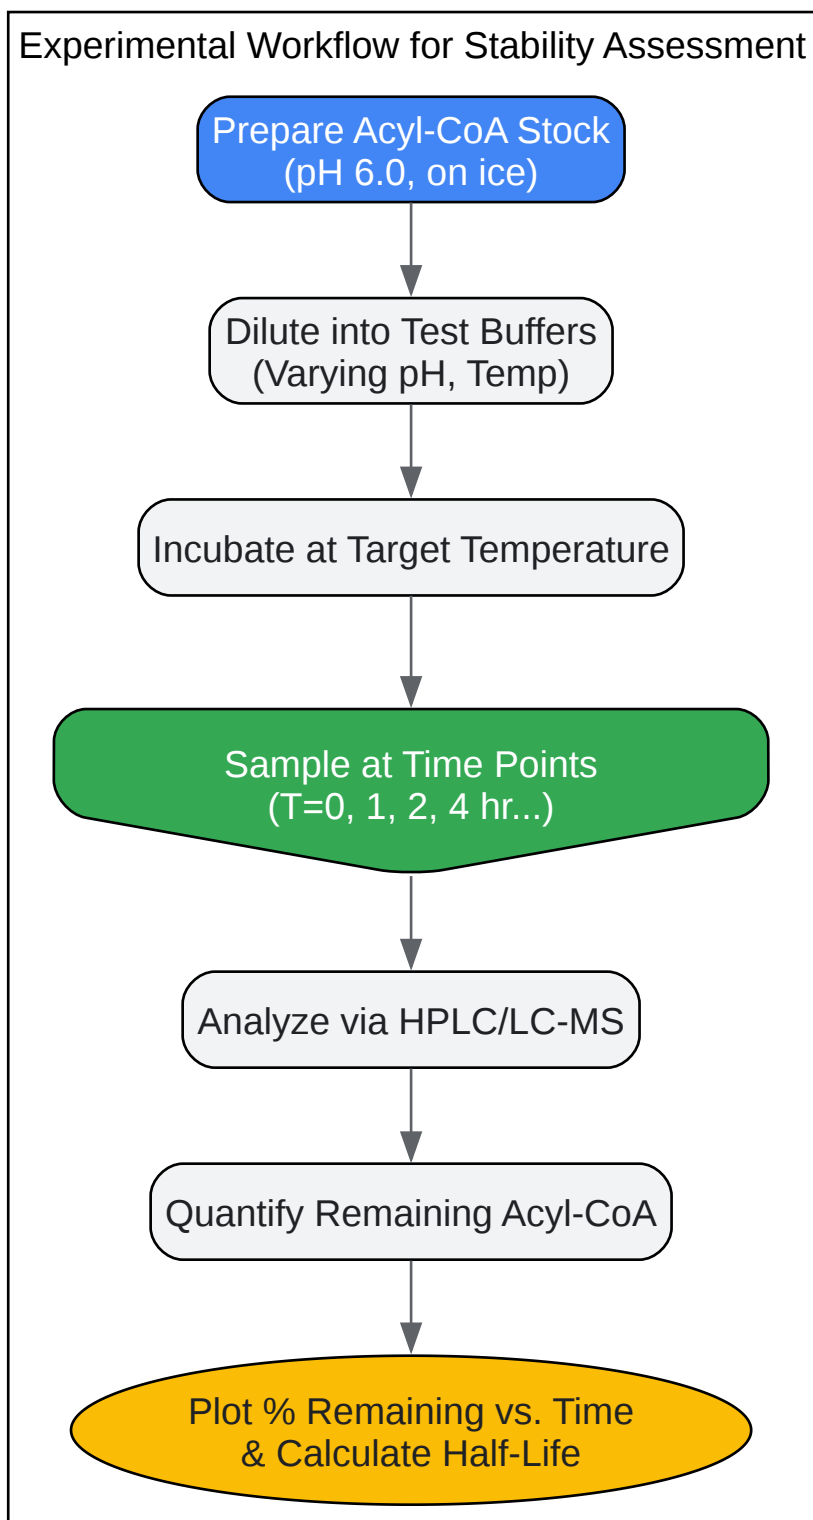 Experimental Workflow for Stability Assessment
Prepare Acyl-CoA Stock
(pH 6.0, on ice)
Dilute into Test Buffers
(Varying pH, Temp)
Incubate at Target Temperature
Sample at Time Points
(T=0, 1, 2, 4 hr...)
Analyze via HPLC/LC-MS
Quantify Remaining Acyl-CoA
Plot % Remaining vs. Time
& Calculate Half-Life